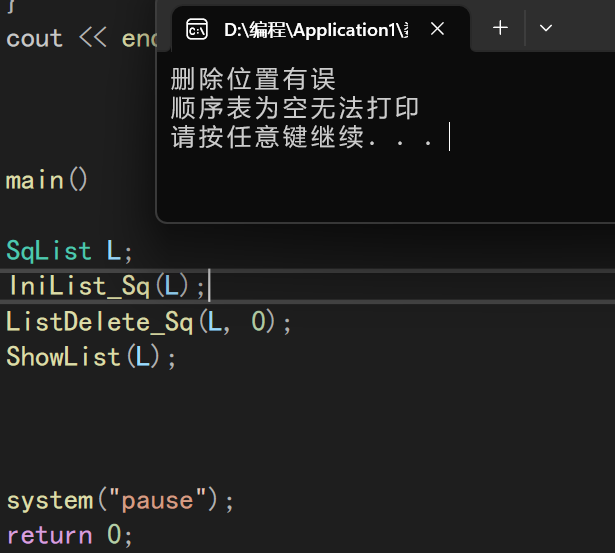 }
cout <<
D:\编程\Application1\
删除位置有误
顺序表为空无法打印
请按任意键继续. . .
main()
SqList L;
IniList_Sq(L);
ListDelete_Sq(L, 0);
ShowList(L);
system("pause");
return 0;